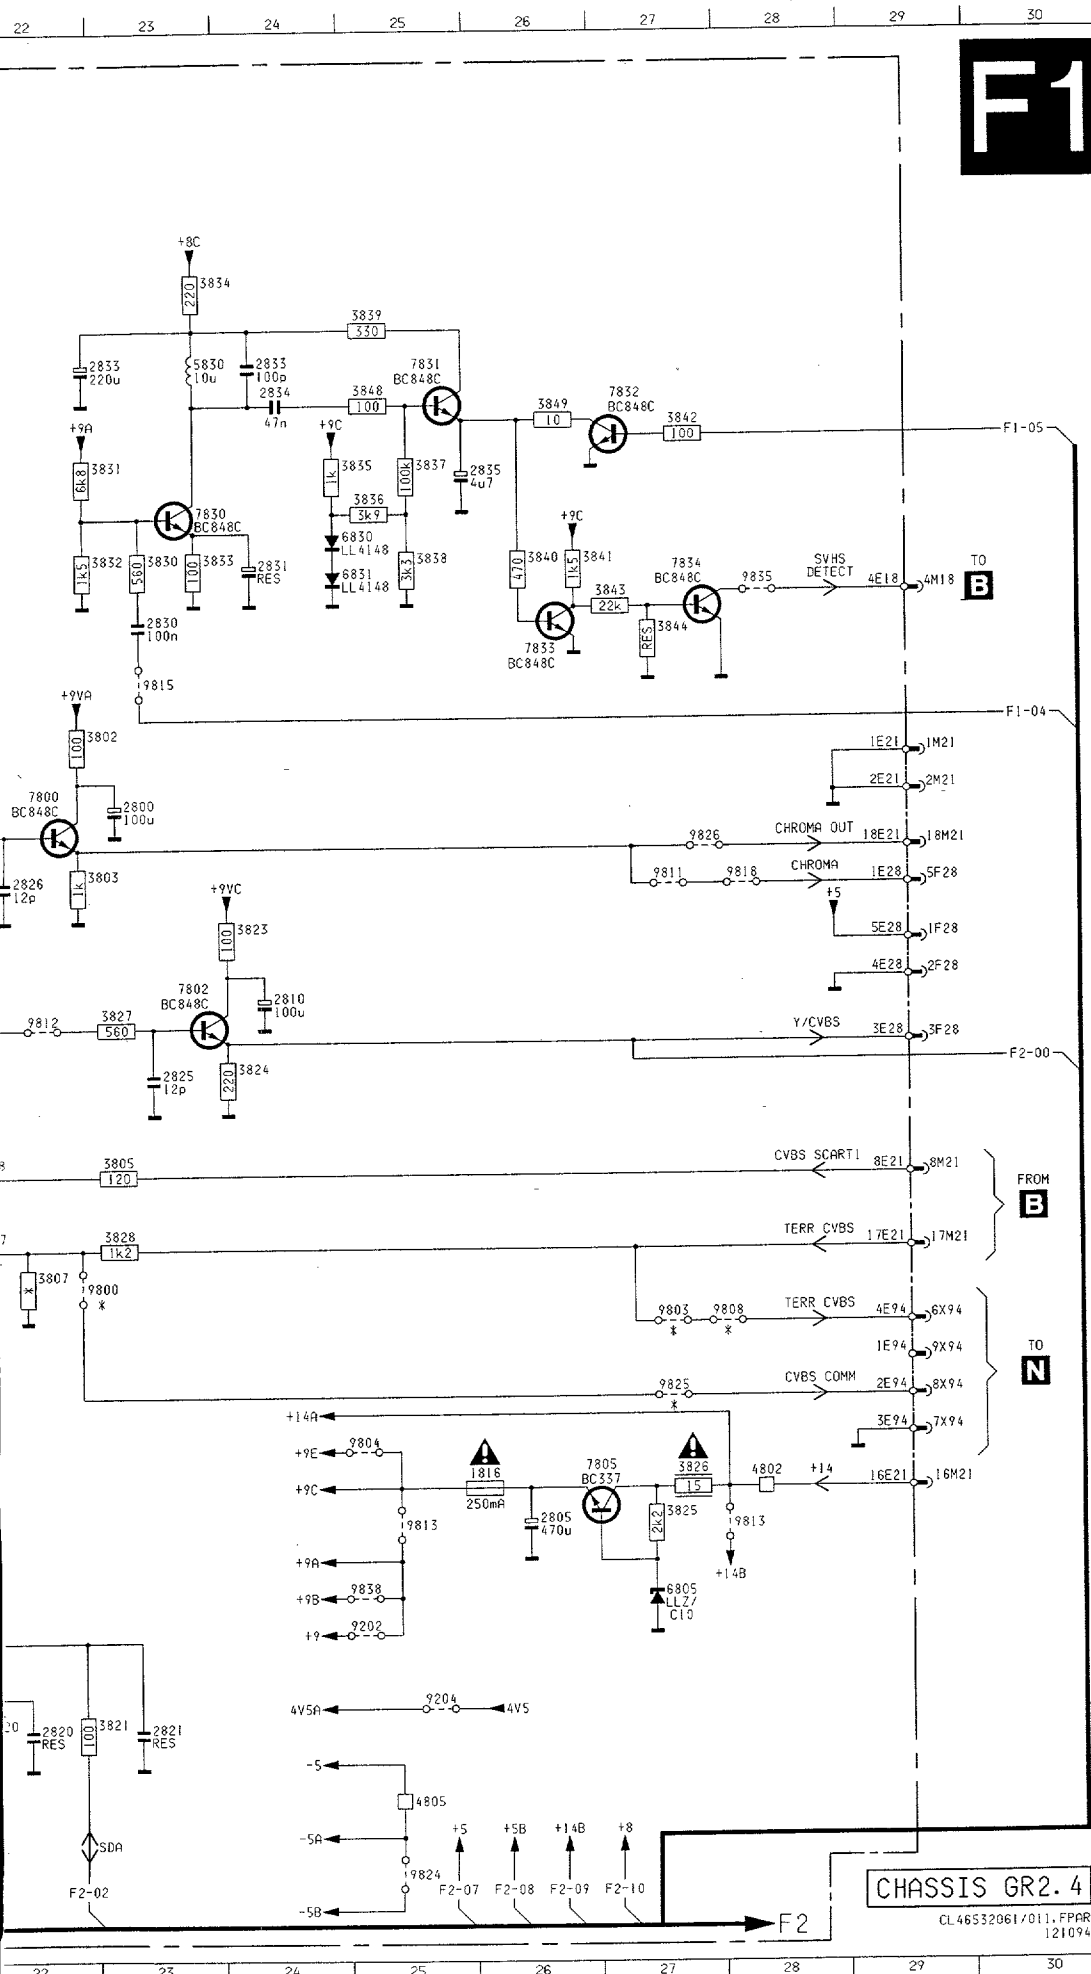 22 23 24 25 26 27 28 29 30
F1
+8C
220 3834
3839
330
2833
220u
5830
10u
2833
100p
2834
47n
3848
100
7831
BC848C
3849
10
7832
BC848C
3842
100
F1-05
+9A
6k8 3831
+9C
1k 3835
100k 3837
2835
4u7
3836
3k9
7830
BC848C
6830
LL4148
6831
LL4148
1k5 3832
560 3830
100 3833
2831
RES
3k3 3838
+9C
470 3840
1k5 3841
3843
22k
7834
BC848C
9835
SVHS
DETECT
4E18 4M18
TO
B
RES 3844
7833
BC848C
2830
100n
9815
F1-04
+9VA
100 3802
7800
BC848C
2800
100u
1E21 1M21
2E21 2M21
9826
CHROMA OUT
18E21 18M21
9811 9818
CHROMA
1E28 5F28
2826
12p
1k 3803
+9VC
100 3823
+5
5E28 1F28
4E28 2F28
7802
BC848C
2810
100u
9812
3827
560
Y/CVBS
3E28 3F28
F2-00
2825
12p
220 3824
8
3805
120
CVBS SCART1
8E21 8M21
FROM
B
7
3828
1k2
TERR CVBS
17E21 17M21
* 3807
9800
*
9803 9808
* *
TERR CVBS
4E94 6X94
1E94 9X94
TO
N
9825
*
CVBS COMM
2E94 8X94
3E94 7X94
+14A
+9E 9804
+9C
1816
250mA
7805
BC337
3826
15
4802
+14
16E21 16M21
9813
2805
470u
2k2 3825
9813
+14B
+9A
+9B 9838
+9 9202
6805
LLZ/
C10
4V5A 9204 4V5
20
2820
RES
100 3821
2821
RES
-5
4805
-5A
9824
-5B
SDA
F2-02
+5 +5B +14B +8
F2-07 F2-08 F2-09 F2-10
F2
CHASSIS GR2.4
CL46532061/011.FPAR
121094
22 23 24 25 26 27 28 29 30